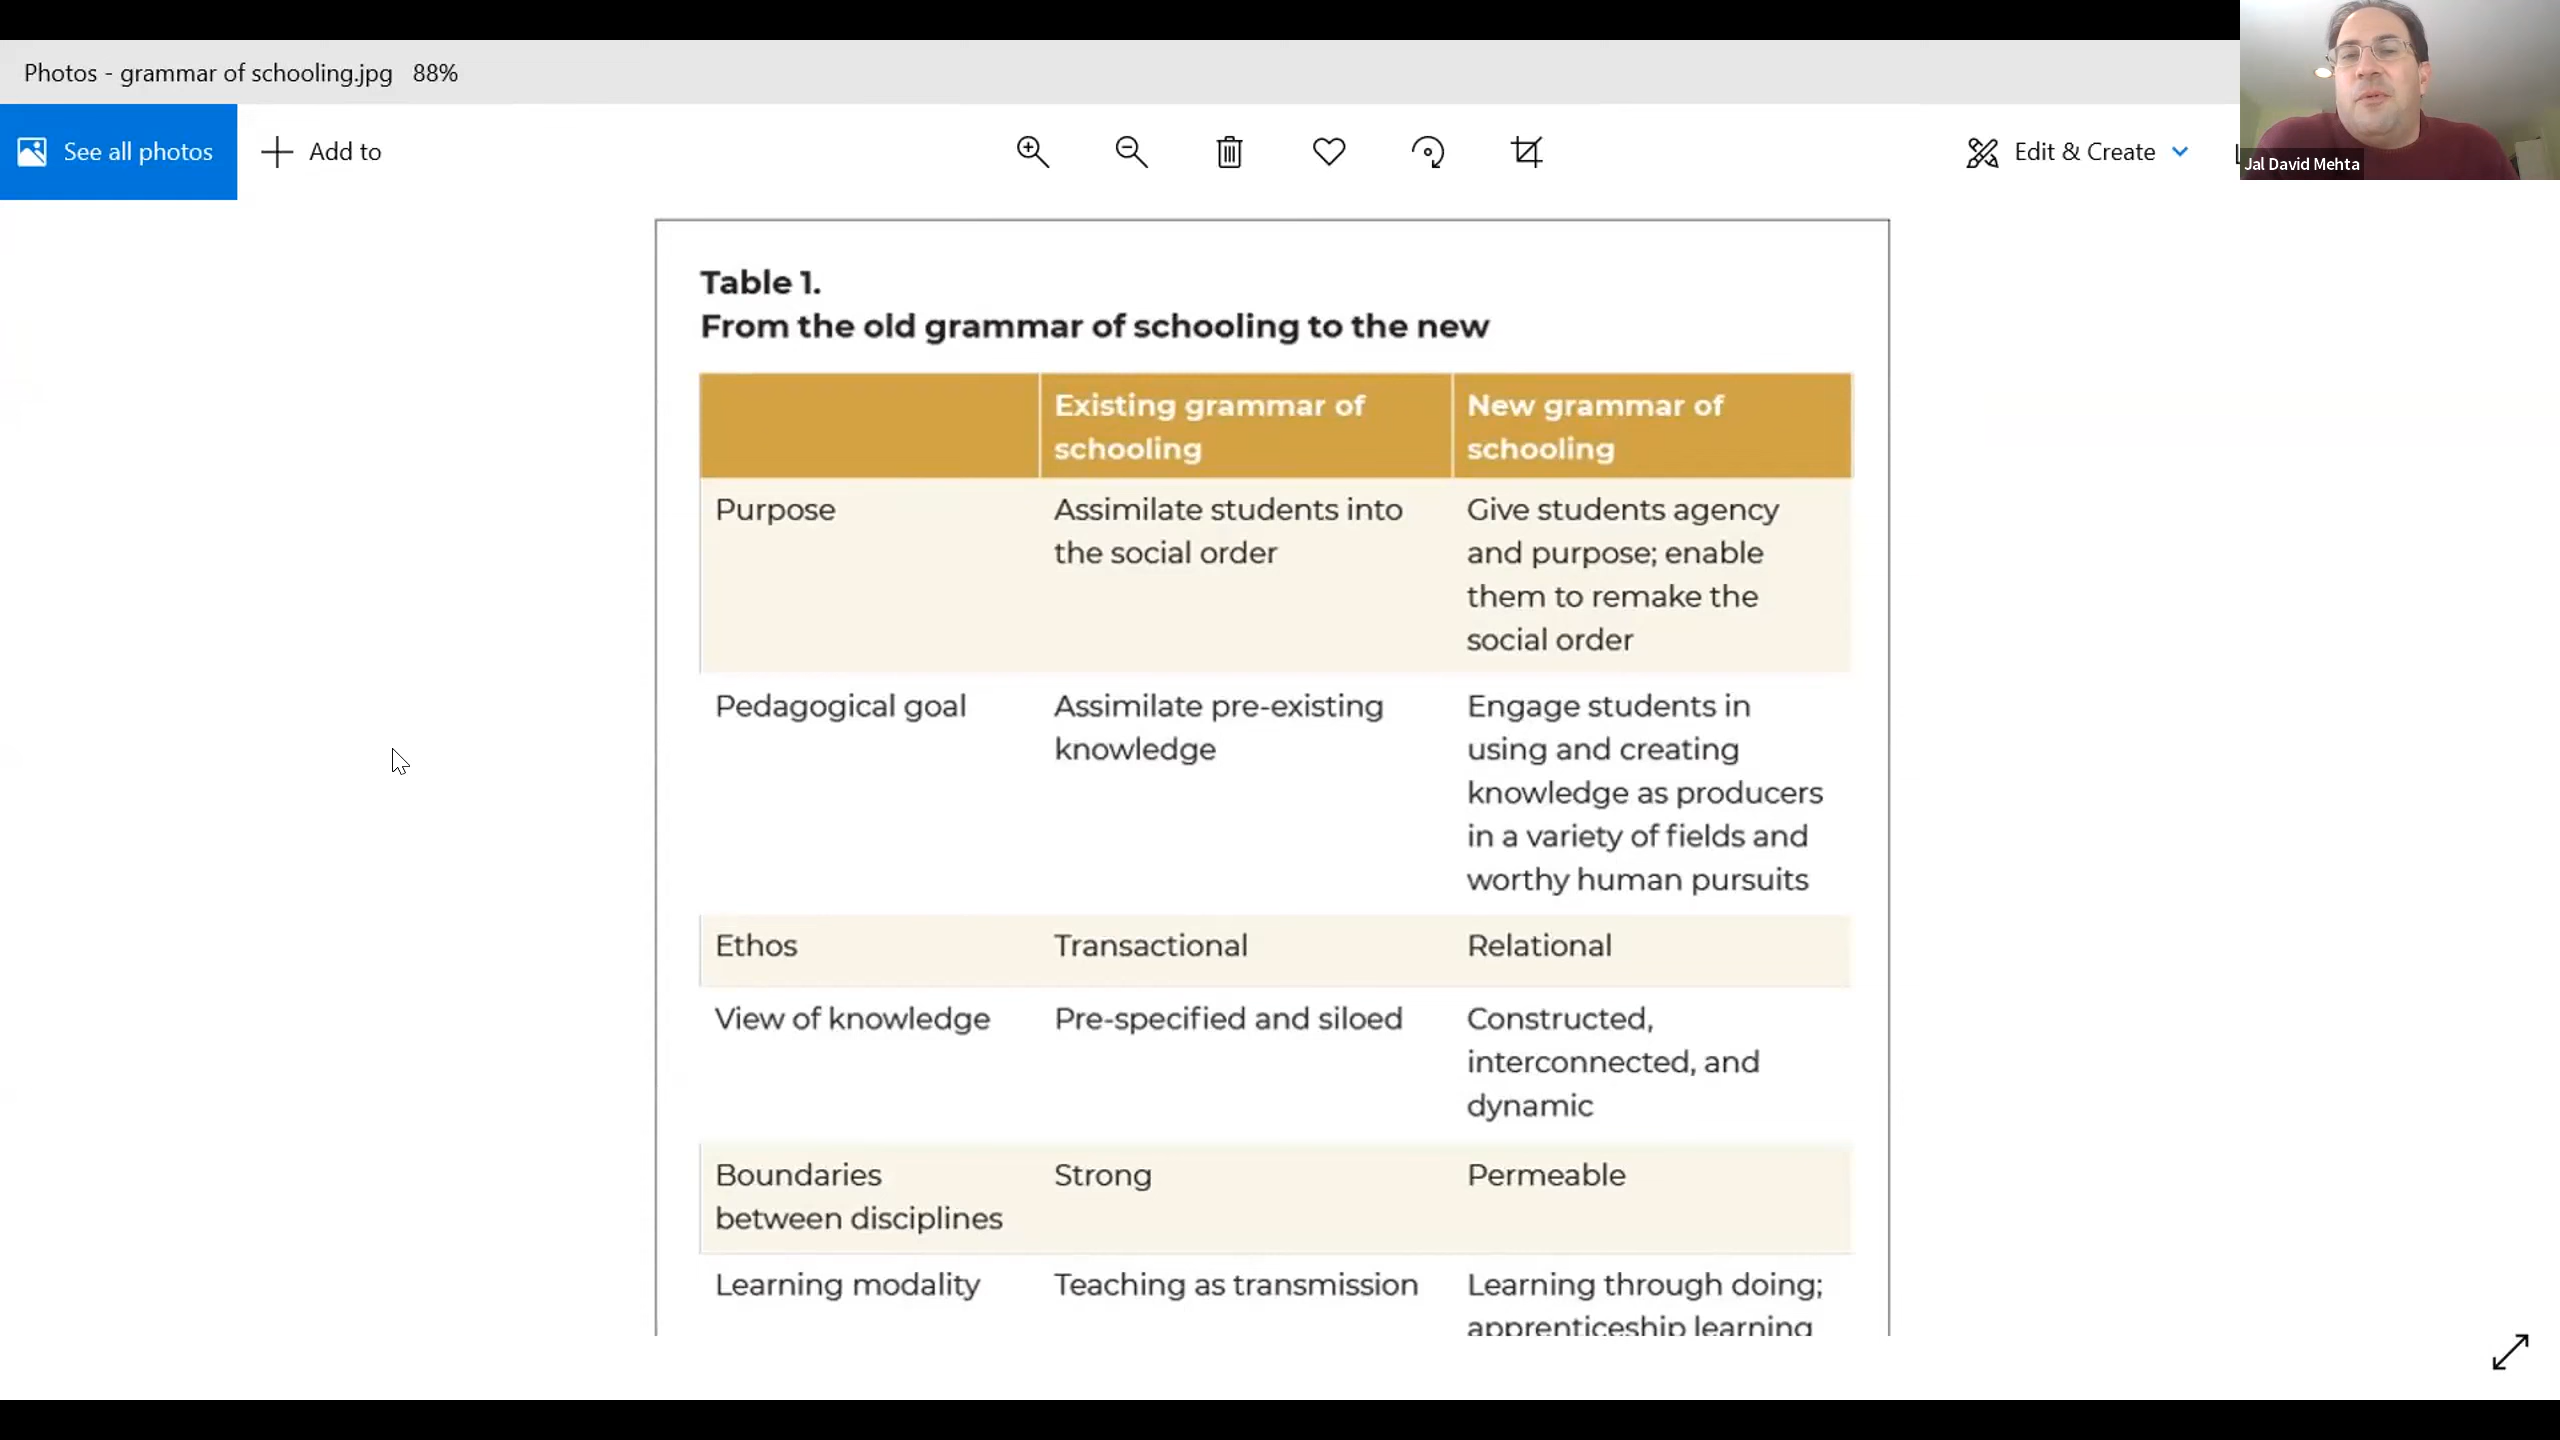 Photos - grammar of schooling.jpg 88%
See all photos
Add to
Edit & Create
Jal David Mehta
Table 1.
From the old grammar of schooling to the new
Existing grammar of
schooling
New grammar of
schooling
Purpose
Assimilate students into
the social order
Give students agency
and purpose; enable
them to remake the
social order
Pedagogical goal
Assimilate pre-existing
knowledge
Engage students in
using and creating
knowledge as producers
in a variety of fields and
worthy human pursuits
Ethos
Transactional
Relational
View of knowledge
Pre-specified and siloed
Constructed,
interconnected, and
dynamic
Boundaries
between disciplines
Strong
Permeable
Learning modality
Teaching as transmission
Learning through doing;
apprenticeship learning